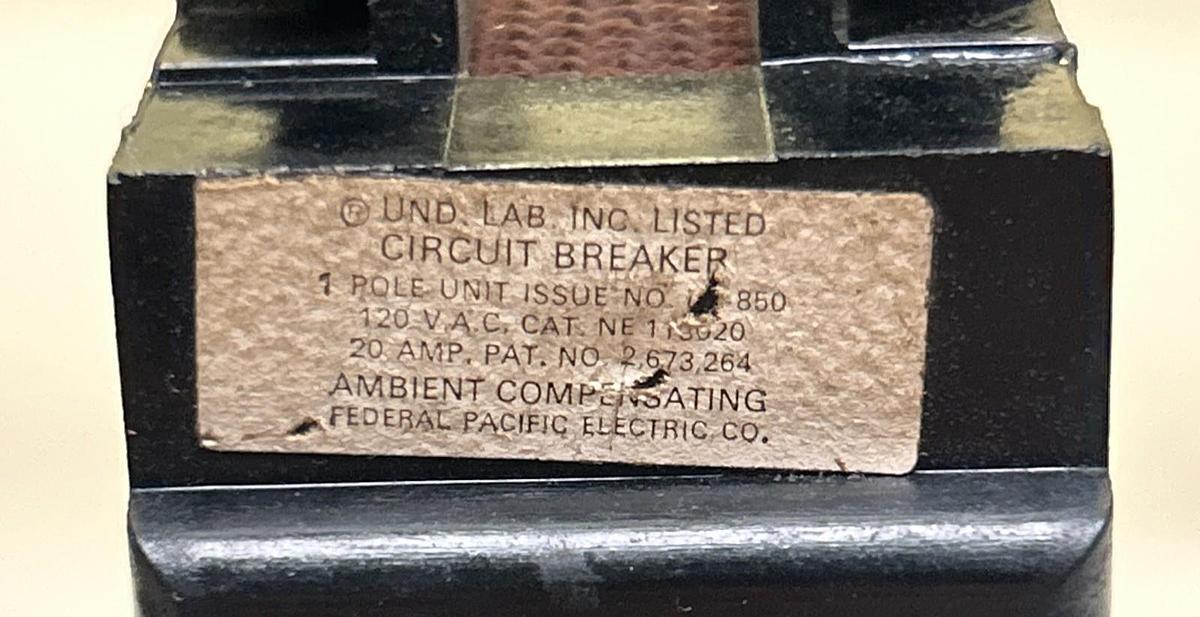 Ⓡ UND. LAB. INC. LISTED
CIRCUIT BREAKER
1 POLE UNIT ISSUE NO. 850
120 V.A.C. CAT. NE
20 AMP. PAT. NO. 2,673,264
AMBIENT COMPENSATING
FEDERAL PACIFIC ELECTRIC CO.